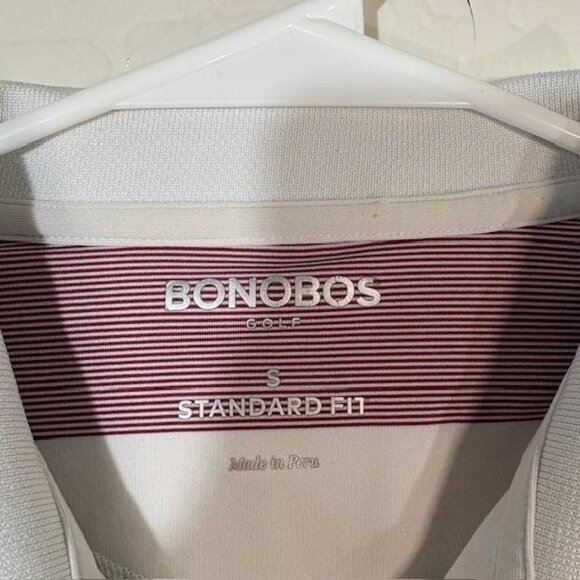 BONOBOS
GOLF
S
STANDARD FIT
Made in Peru